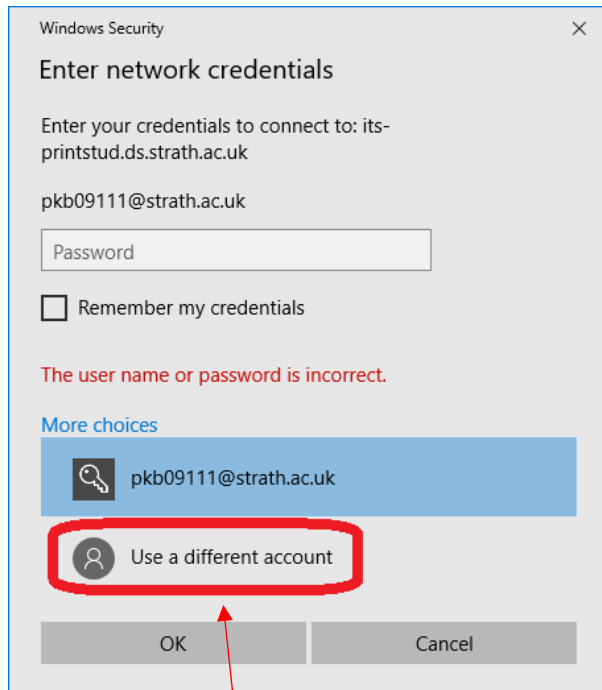 Windows Security
Enter network credentials
Enter your credentials to connect to: its-
printstud.ds.strath.ac.uk
pkb09111@strath.ac.uk
Password
Remember my credentials
The user name or password is incorrect.
More choices
pkb09111@strath.ac.uk
Use a different account
OK
Cancel